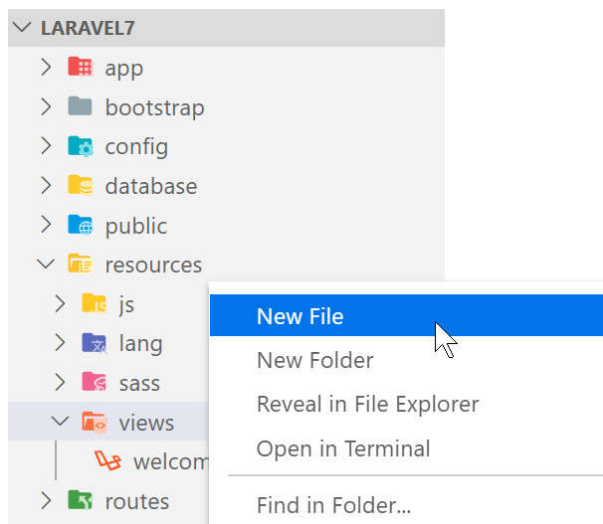 LARAVEL7
app
bootstrap
config
database
public
resources
js
lang
sass
views
welcom
routes
New File
New Folder
Reveal in File Explorer
Open in Terminal
Find in Folder...